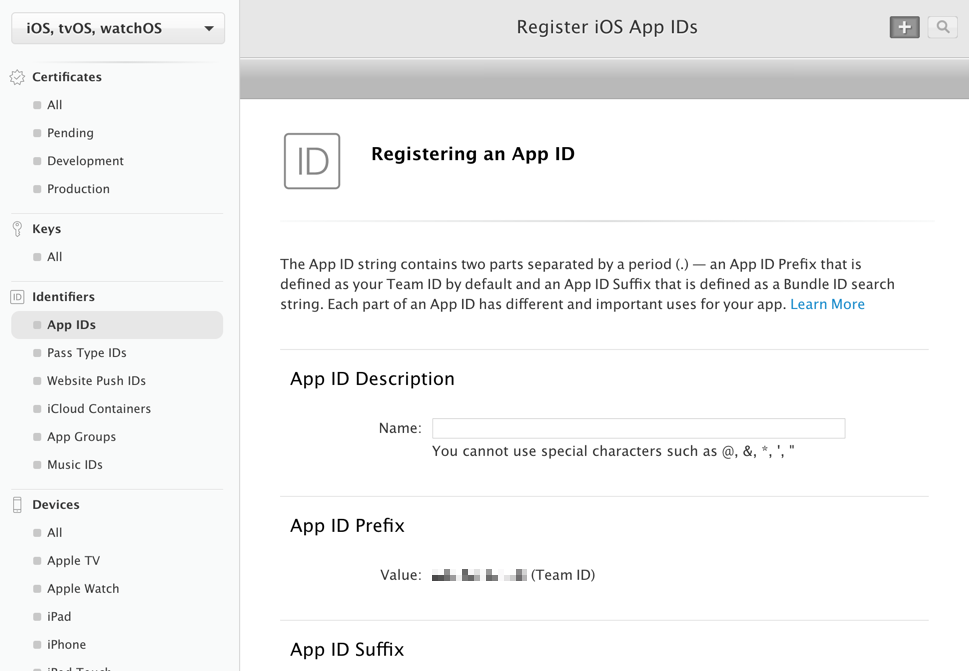 iOS, tvOS, watchOS
Register iOS App IDs
Certificates
All
Pending
Development
Production
Keys
All
ID
Identifiers
App IDs
Pass Type IDs
Website Push IDs
iCloud Containers
App Groups
Music IDs
Devices
All
Apple TV
Apple Watch
iPad
iPhone
iPod Touch
ID
Registering an App ID
The App ID string contains two parts separated by a period (.) — an App ID Prefix that is
defined as your Team ID by default and an App ID Suffix that is defined as a Bundle ID search
string. Each part of an App ID has different and important uses for your app. Learn More
App ID Description
Name:
You cannot use special characters such as @, &, *, ', "
App ID Prefix
Value: (Team ID)
App ID Suffix